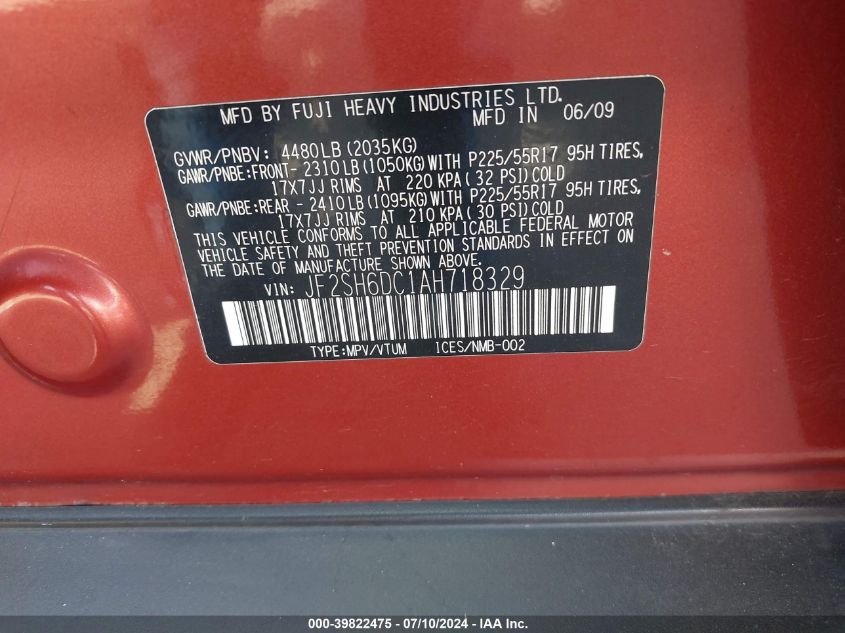 MFD BY FUJI HEAVY INDUSTRIES LTD.
MFD IN 06/09
GVWR/PNBV: 4480LB (2035KG)
GAWR/PNBE:FRONT- 2310LB(1050KG)WITH P225/55R17 95H TIRES,
17X7JJ RIMS AT 220 KPA( 32 PSI)COLD
GAWR/PNBE:REAR - 2410LB(1095KG)WITH P225/55R17 95H TIRES,
17X7JJ RIMS AT 210 KPA( 30 PSI)COLD
THIS VEHICLE CONFORMS TO ALL APPLICABLE FEDERAL MOTOR
VEHICLE SAFETY AND THEFT PREVENTION STANDARDS IN EFFECT ON
THE DATE OF MANUFACTURE SHOWN ABOVE.
VIN: JF2SH6DC1AH718329
TYPE:MPV/VTUM ICES/NMB-002
000-39822475 - 07/10/2024 - IAA Inc.